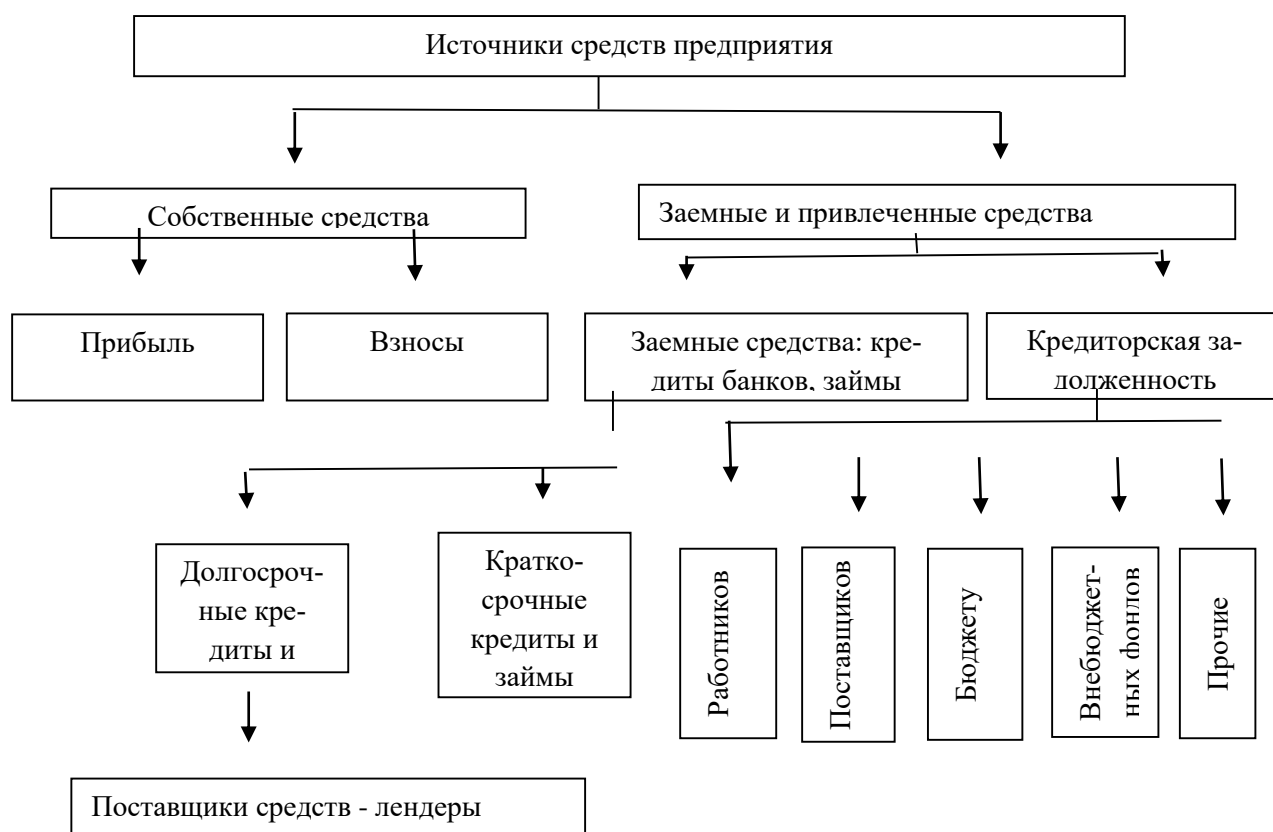 Источники средств предприятия
Собственные средства
Заемные и привлеченные средства
Прибыль
Взносы
Заемные средства: кре-
диты банков, займы
Кредиторская за-
долженность
Долгосроч-
ные кре-
диты и
Кратко-
срочные
кредиты и
займы
Работников
Поставщиков
Бюджету
Внебюджет-
ных фондов
Прочие
Поставщики средств - лендеры